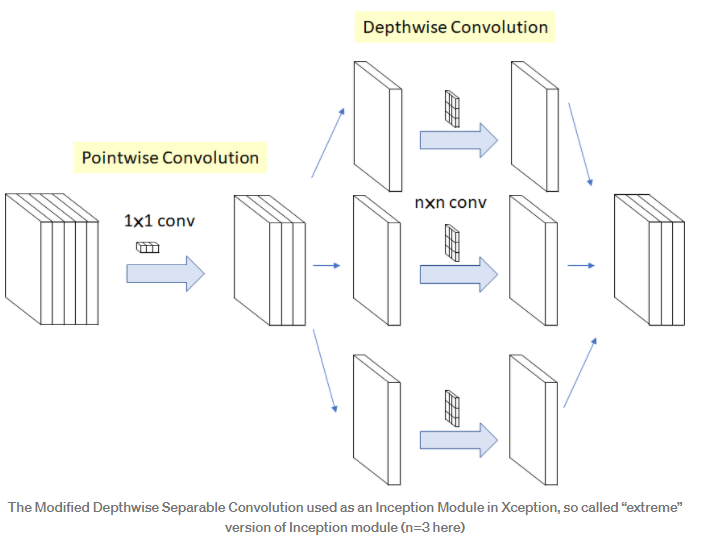 Depthwise Convolution
Pointwise Convolution
1x1 conv
nxn conv
The Modified Depthwise Separable Convolution used as an Inception Module in Xception, so called “extreme”
version of Inception module (n=3 here)